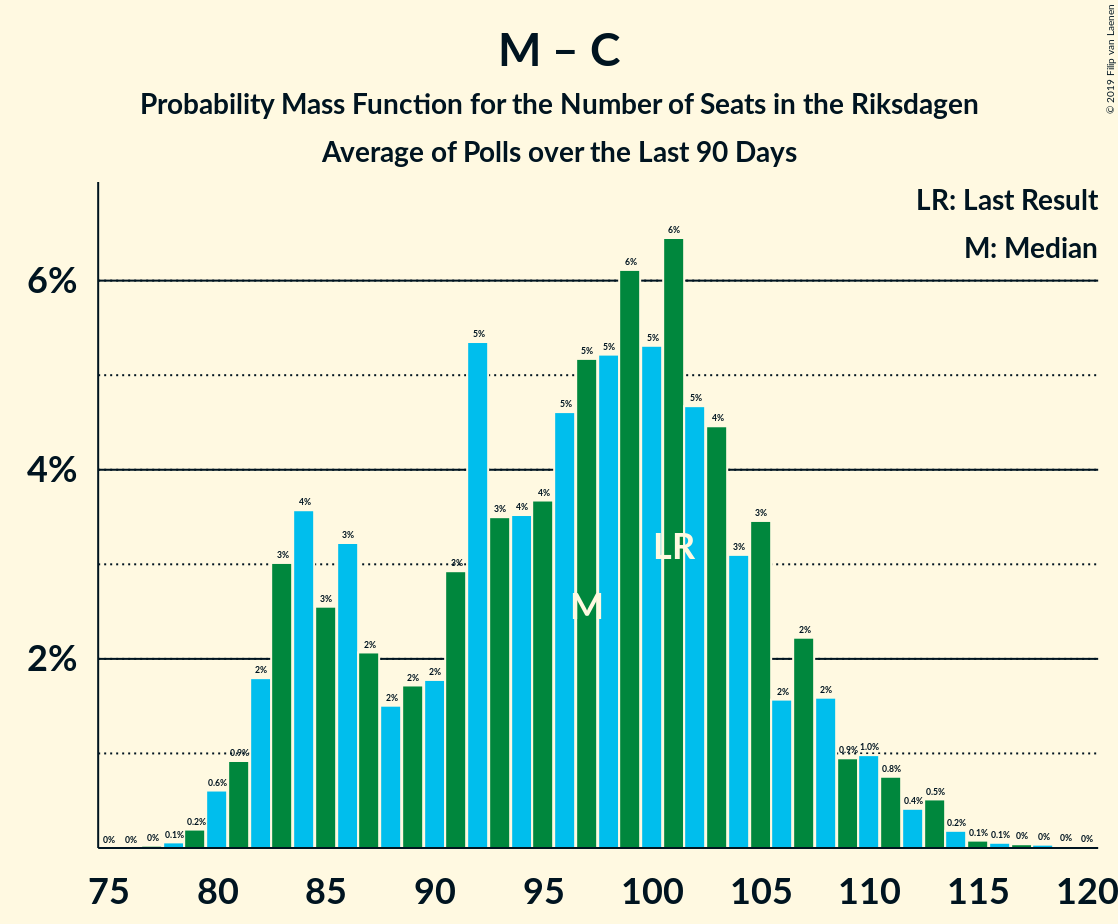 © 2019 Filip van Laenen
M – C
Probability Mass Function for the Number of Seats in the Riksdagen
Average of Polls over the Last 90 Days
LR: Last Result
M: Median
6%
4%
2%
0% 0% 0% 0.1% 0.2% 0.6% 0.9% 2% 3% 4% 3% 3% 2% 2% 2% 2% 3% 5% 3% 4% 4% 5% 5% 5% 6% 5% 6% 5% 4% 3% 3% 2% 2% 2% 0.9% 1.0% 0.8% 0.4% 0.5% 0.2% 0.1% 0.1% 0% 0% 0% 0%
LR
M
75 80 85 90 95 100 105 110 115 120